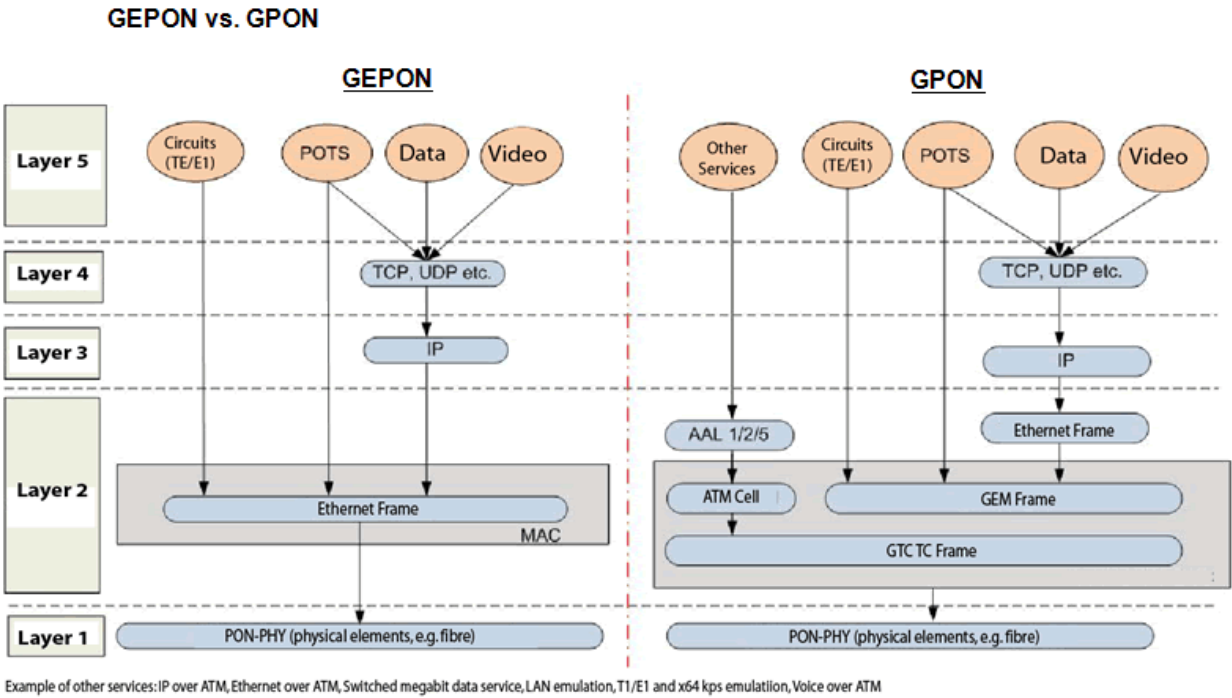 GEPON vs. GPON
GEPON
GPON
Layer 5
Circuits
(TE/E1)
POTS
Data
Video
Other
Services
Circuits
(TE/E1)
POTS
Data
Video
Layer 4
TCP, UDP etc.
TCP, UDP etc.
Layer 3
IP
IP
Layer 2
AAL 1/2/5
Ethernet Frame
Ethernet Frame
MAC
ATM Cell
GEM Frame
GTC TC Frame
Layer 1
PON-PHY (physical elements, e.g. fibre)
PON-PHY (physical elements, e.g. fibre)
Example of other services: IP over ATM, Ethernet over ATM, Switched megabit data service, LAN emulation, T1/E1 and x64 kps emulatiion, Voice over ATM